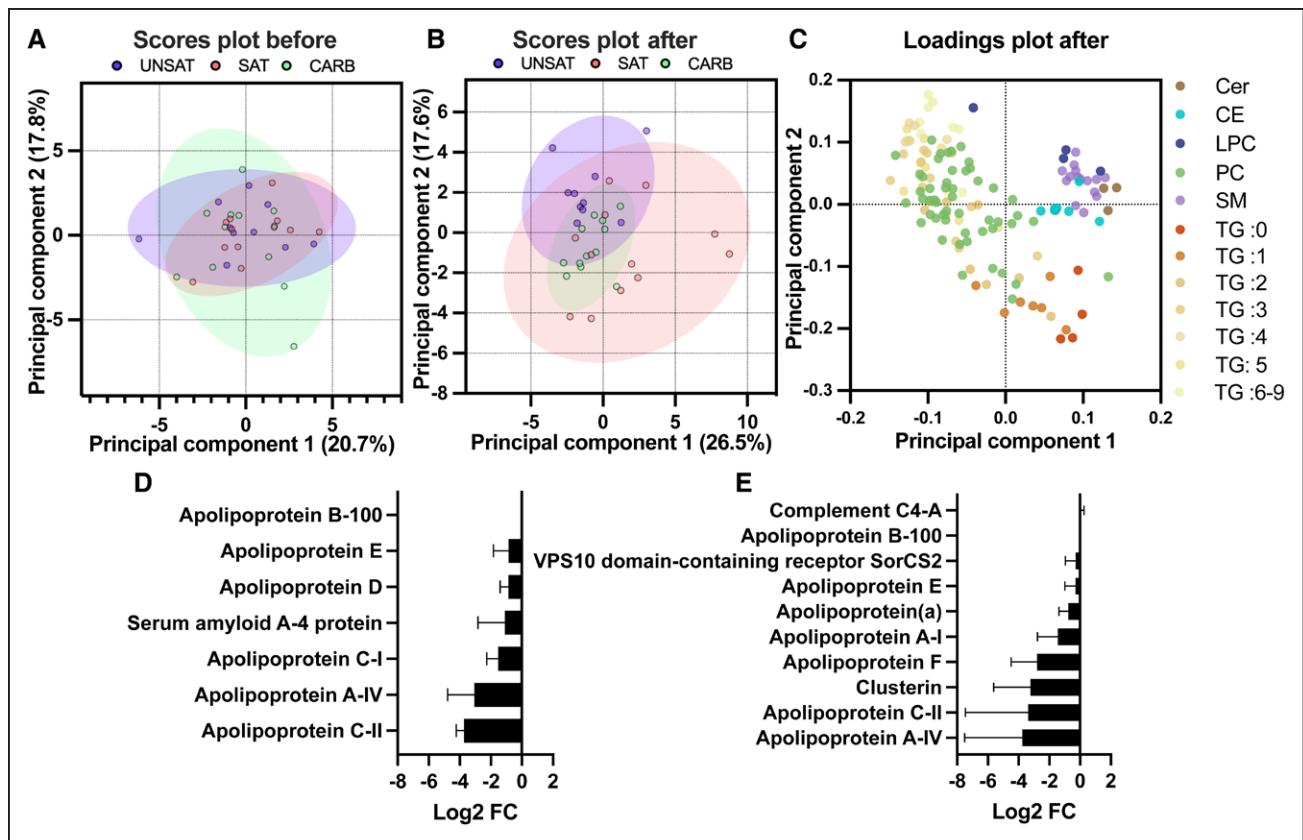 A
Scores plot before
UNSAT SAT CARB
Principal component 2 (17.8%)
5
0
-5
-5 0 5
Principal component 1 (20.7%)
B
Scores plot after
UNSAT SAT CARB
Principal component 2 (17.6%)
6
4
2
0
-2
-4
-6
-8
-5 0 5 10
Principal component 1 (26.5%)
C
Loadings plot after
Principal component 2
0.2
0.1
0.0
-0.1
-0.2
-0.3
-0.2 -0.1 0.0 0.1 0.2
Principal component 1
Cer
CE
LPC
PC
SM
TG :0
TG :1
TG :2
TG :3
TG :4
TG: 5
TG :6-9
D
Apolipoprotein B-100
Apolipoprotein E
Apolipoprotein D
Serum amyloid A-4 protein
Apolipoprotein C-I
Apolipoprotein A-IV
Apolipoprotein C-II
-8 -6 -4 -2 0 2
Log2 FC
E
Complement C4-A
Apolipoprotein B-100
VPS10 domain-containing receptor SorCS2
Apolipoprotein E
Apolipoprotein(a)
Apolipoprotein A-I
Apolipoprotein F
Clusterin
Apolipoprotein C-II
Apolipoprotein A-IV
-8 -6 -4 -2 0 2
Log2 FC